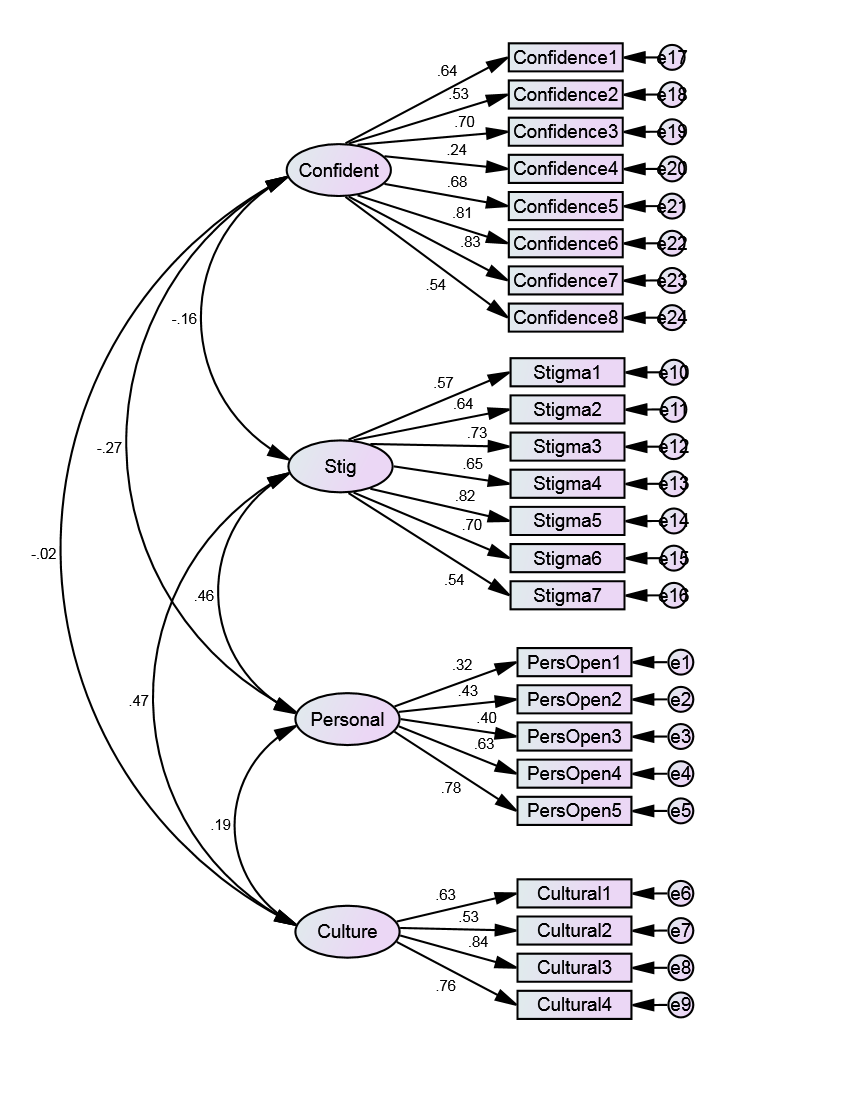 Confidence1 e17
.64
.53
Confidence2 e18
.70
Confidence3 e19
.24
Confidence4 e20
Confident
.68
Confidence5 e21
.81
Confidence6 e22
.83
Confidence7 e23
.54
Confidence8 e24
-.16
Stigma1 e10
.57
.64
Stigma2 e11
.73
Stigma3 e12
-.27
Stig
.65
Stigma4 e13
.82
Stigma5 e14
.70
Stigma6 e15
-.02
.54
Stigma7 e16
.46
PersOpen1 e1
.32
.43
PersOpen2 e2
.47
Personal
.40
PersOpen3 e3
.63
PersOpen4 e4
.78
PersOpen5 e5
.19
Cultural1 e6
.63
.53
Cultural2 e7
Culture
.84
Cultural3 e8
.76
Cultural4 e9